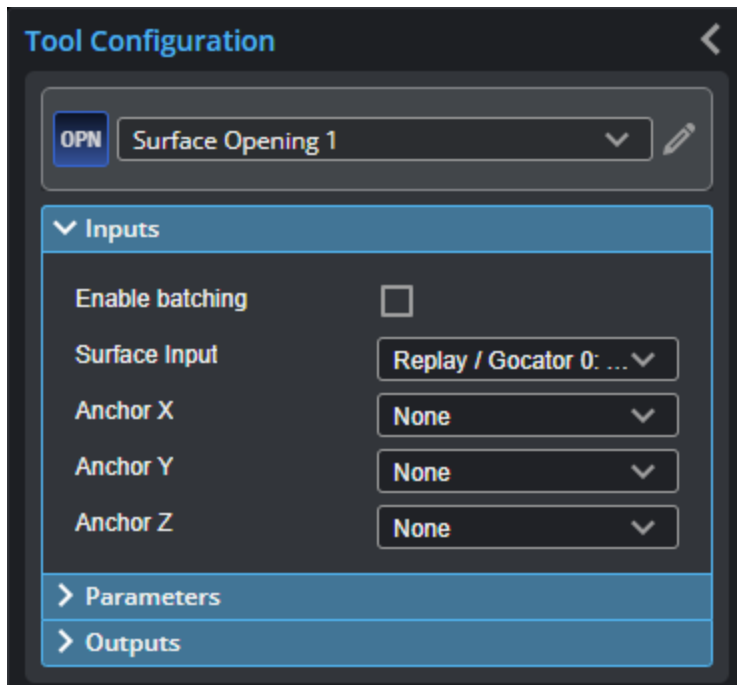 Tool Configuration
OPN Surface Opening 1
Inputs
Enable batching
Surface Input Replay / Gocator 0: ...
Anchor X None
Anchor Y None
Anchor Z None
Parameters
Outputs